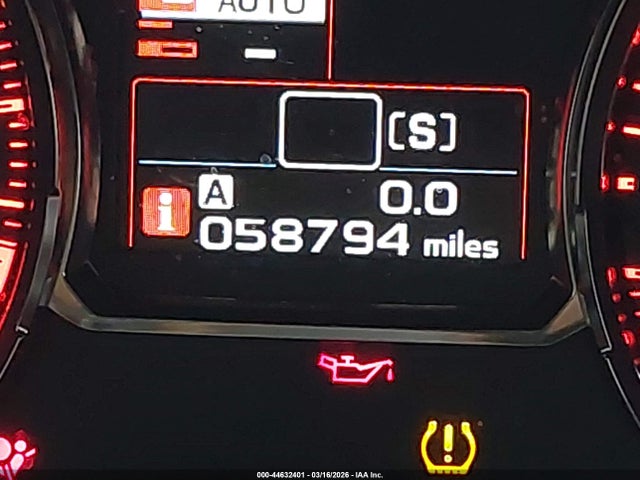 AUTO
[S]
A 0.0
i 058794 miles
000-44632401 - 03/16/2026 - IAA Inc.